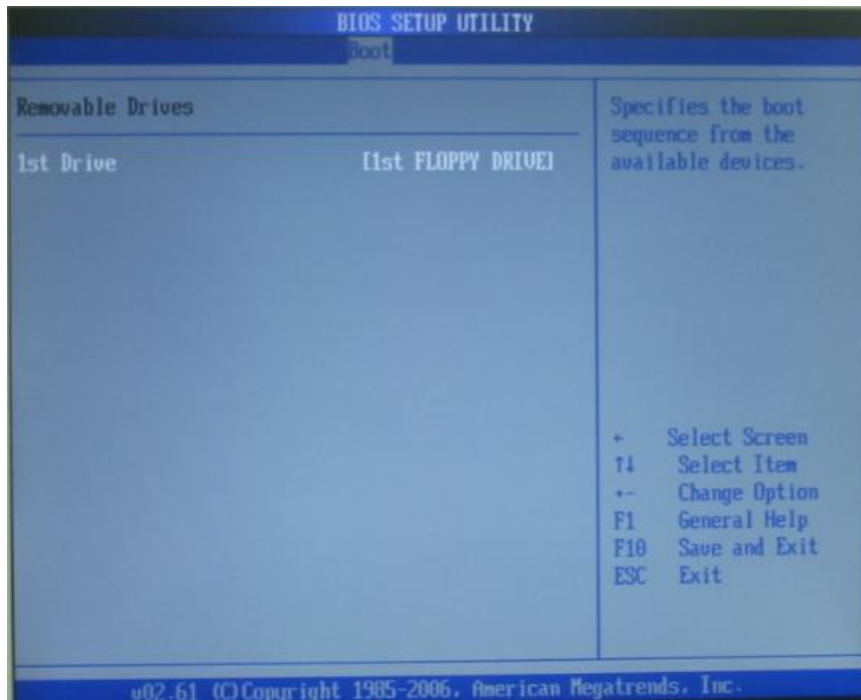 BIOS SETUP UTILITY
Boot
Removable Drives
1st Drive [1st FLOPPY DRIVE]
Specifies the boot
sequence from the
available devices.
← Select Screen
↑↓ Select Item
+- Change Option
F1 General Help
F10 Save and Exit
ESC Exit
v02.61 (C)Copyright 1985-2006, American Megatrends, Inc.